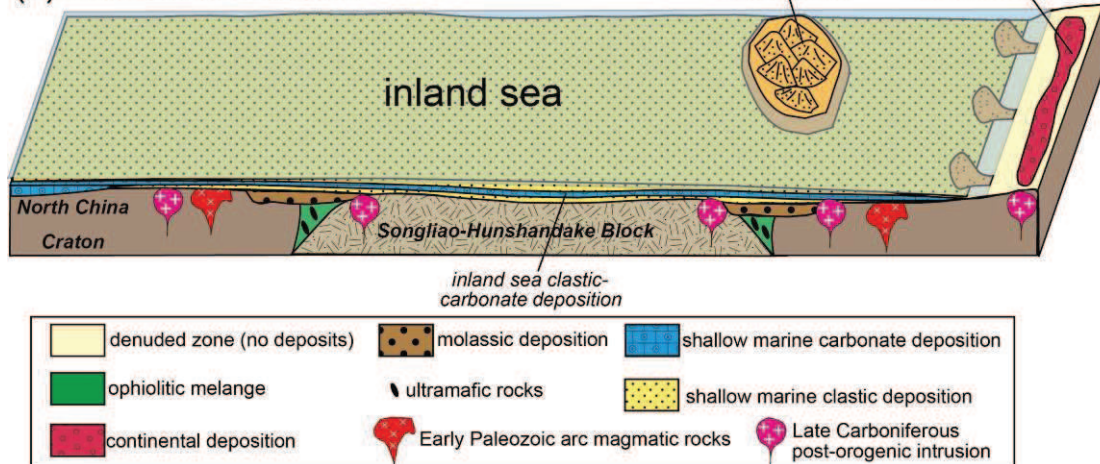 inland sea
North China
Craton
Songliao-Hunshandake Block
inland sea clastic-
carbonate deposition
denuded zone (no deposits)
molassic deposition
shallow marine carbonate deposition
ophiolitic melange
ultramafic rocks
shallow marine clastic deposition
continental deposition
Early Paleozoic arc magmatic rocks
Late Carboniferous
post-orogenic intrusion